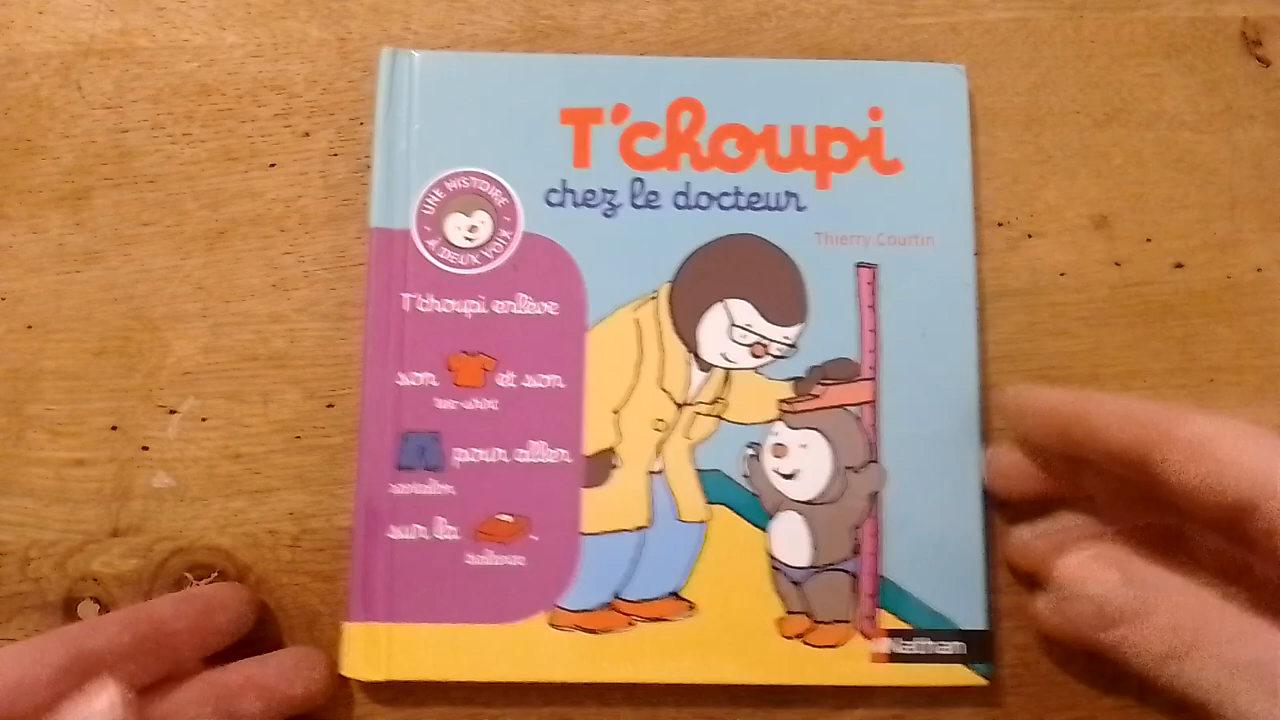 T'choupi
chez le docteur
Thierry Courtin
UNE HISTOIRE
À DEUX VOIX
T'choupi enlève
son et son
pour aller
sur la .
Nathan